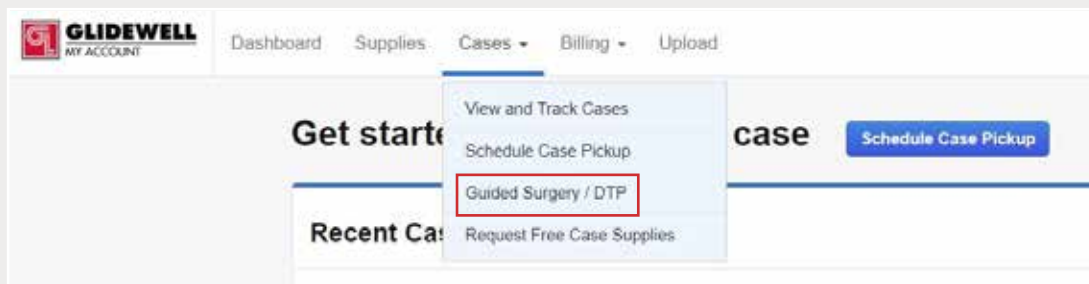 GL GLIDEWELL
MY ACCOUNT
Dashboard Supplies Cases Billing Upload
View and Track Cases
Get starte case Schedule Case Pickup
Schedule Case Pickup
Guided Surgery / DTP
Recent Cas
Request Free Case Supplies